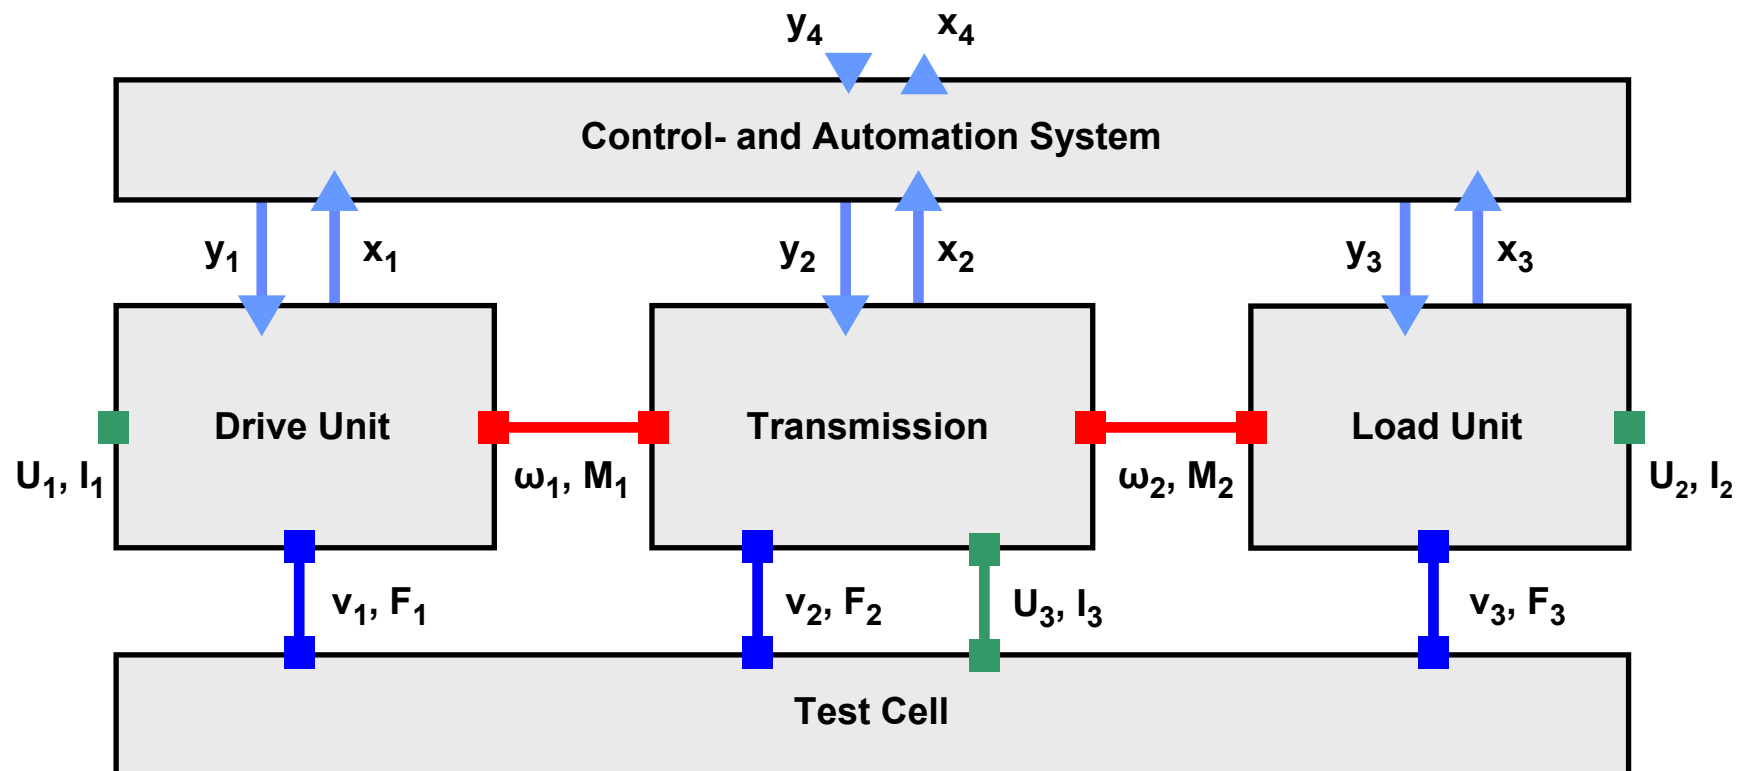 y₄ x₄
Control- and Automation System
y₁ x₁ y₂ x₂ y₃ x₃
Drive Unit Transmission Load Unit
U₁, I₁ ω₁, M₁ ω₂, M₂ U₂, I₂
v₁, F₁ v₂, F₂ U₃, I₃ v₃, F₃
Test Cell